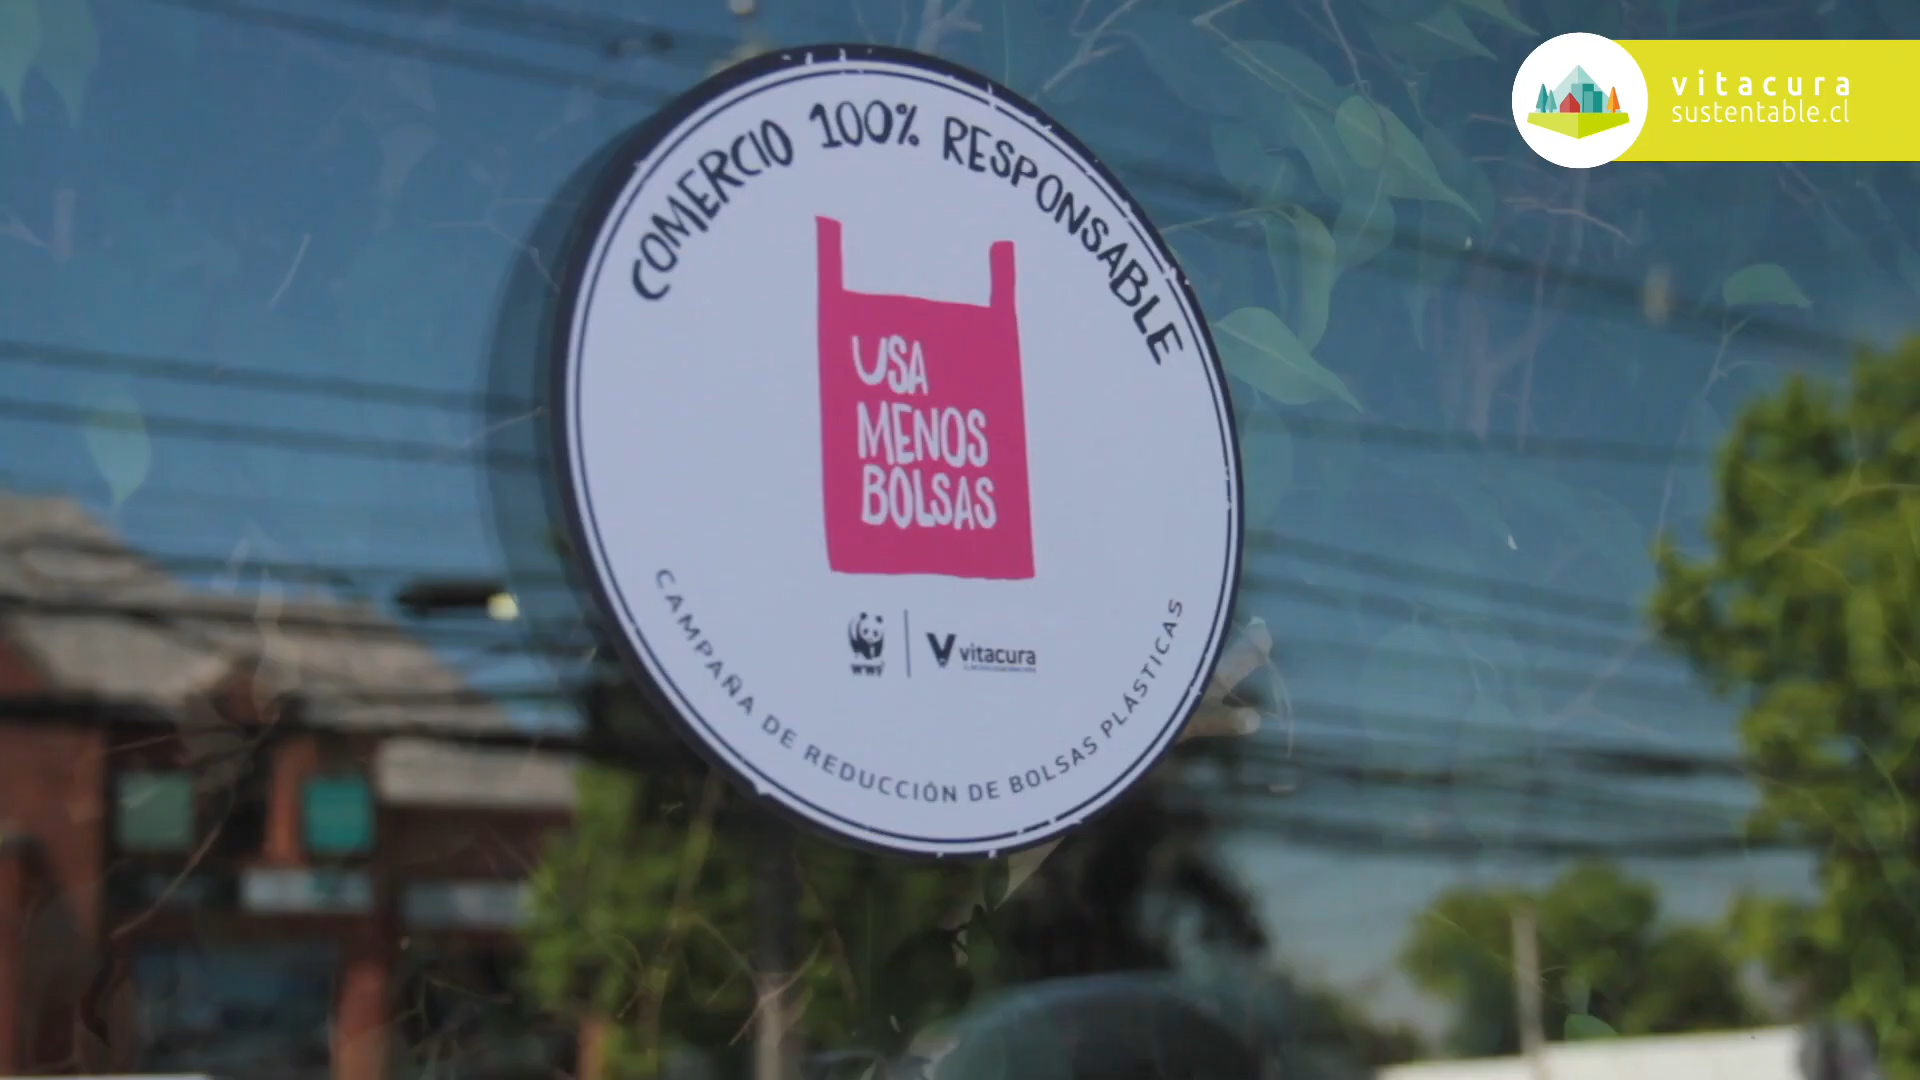 COMERCIO 100% RESPONSABLE
USA
MENOS
BOLSAS
WWF
vitacura
CAMPAÑA DE REDUCCIÓN DE BOLSAS PLÁSTICAS
vitacura
sustentable.cl